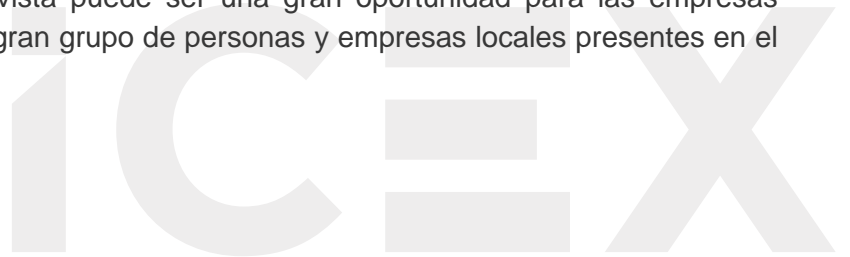 vista puede ser una gran oportunidad para las empresas
gran grupo de personas y empresas locales presentes en el
iCEX